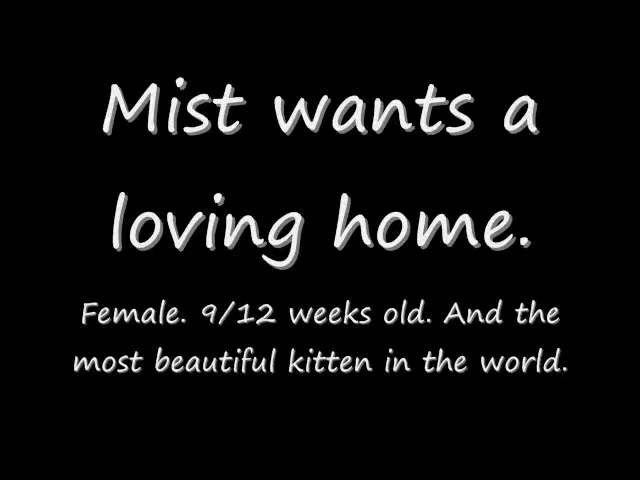 Mist wants a
loving home.
Female. 9/12 weeks old. And the
most beautiful kitten in the world.